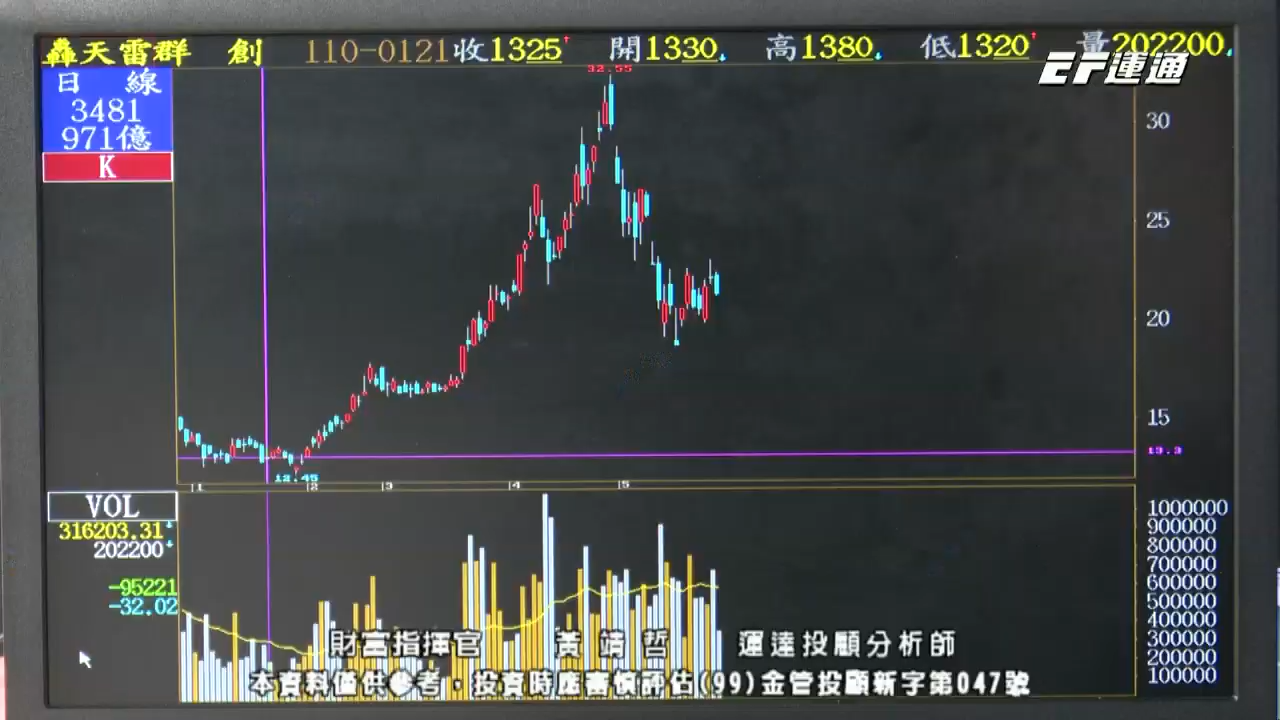 轟天雷群 創 110-0121 收1325 開1330 高1380 低1320 量202200
EF運通
日 線
3481
971億
K
32.55
30
25
20
15
13.3
12.45
1 2 3 4 5
VOL
316203.31
202200
-95221
-32.02
1000000
900000
800000
700000
600000
500000
400000
300000
200000
100000
財富指揮官 黃靖哲 運達投顧分析師
本資料僅供參考，投資時應審慎評估(99)金管投顧新字第047號